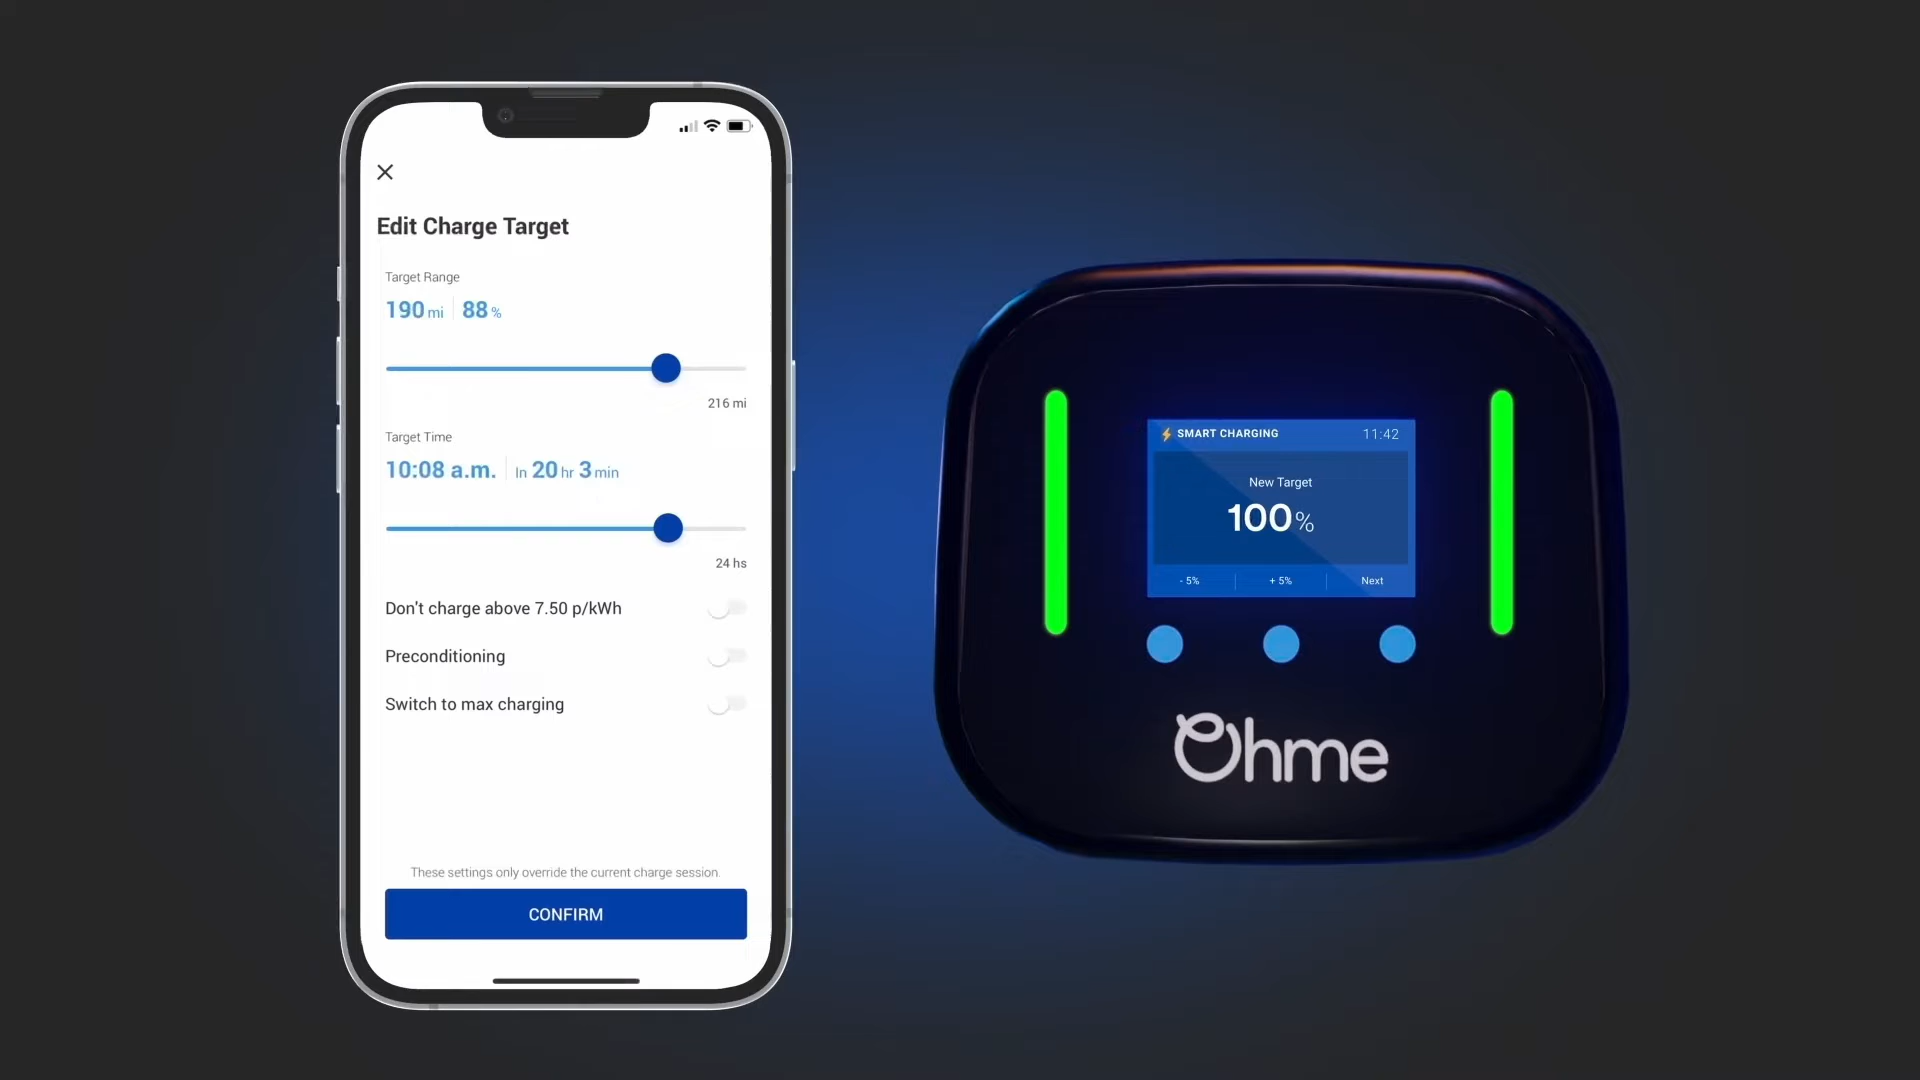 Edit Charge Target
Target Range
190 mi 88 %
216 mi
Target Time
10:08 a.m. In 20 hr 3 min
24 hs
Don't charge above 7.50 p/kWh
Preconditioning
Switch to max charging
These settings only override the current charge session.
CONFIRM
SMART CHARGING 11:42
New Target
100%
- 5% + 5% Next
Ohme